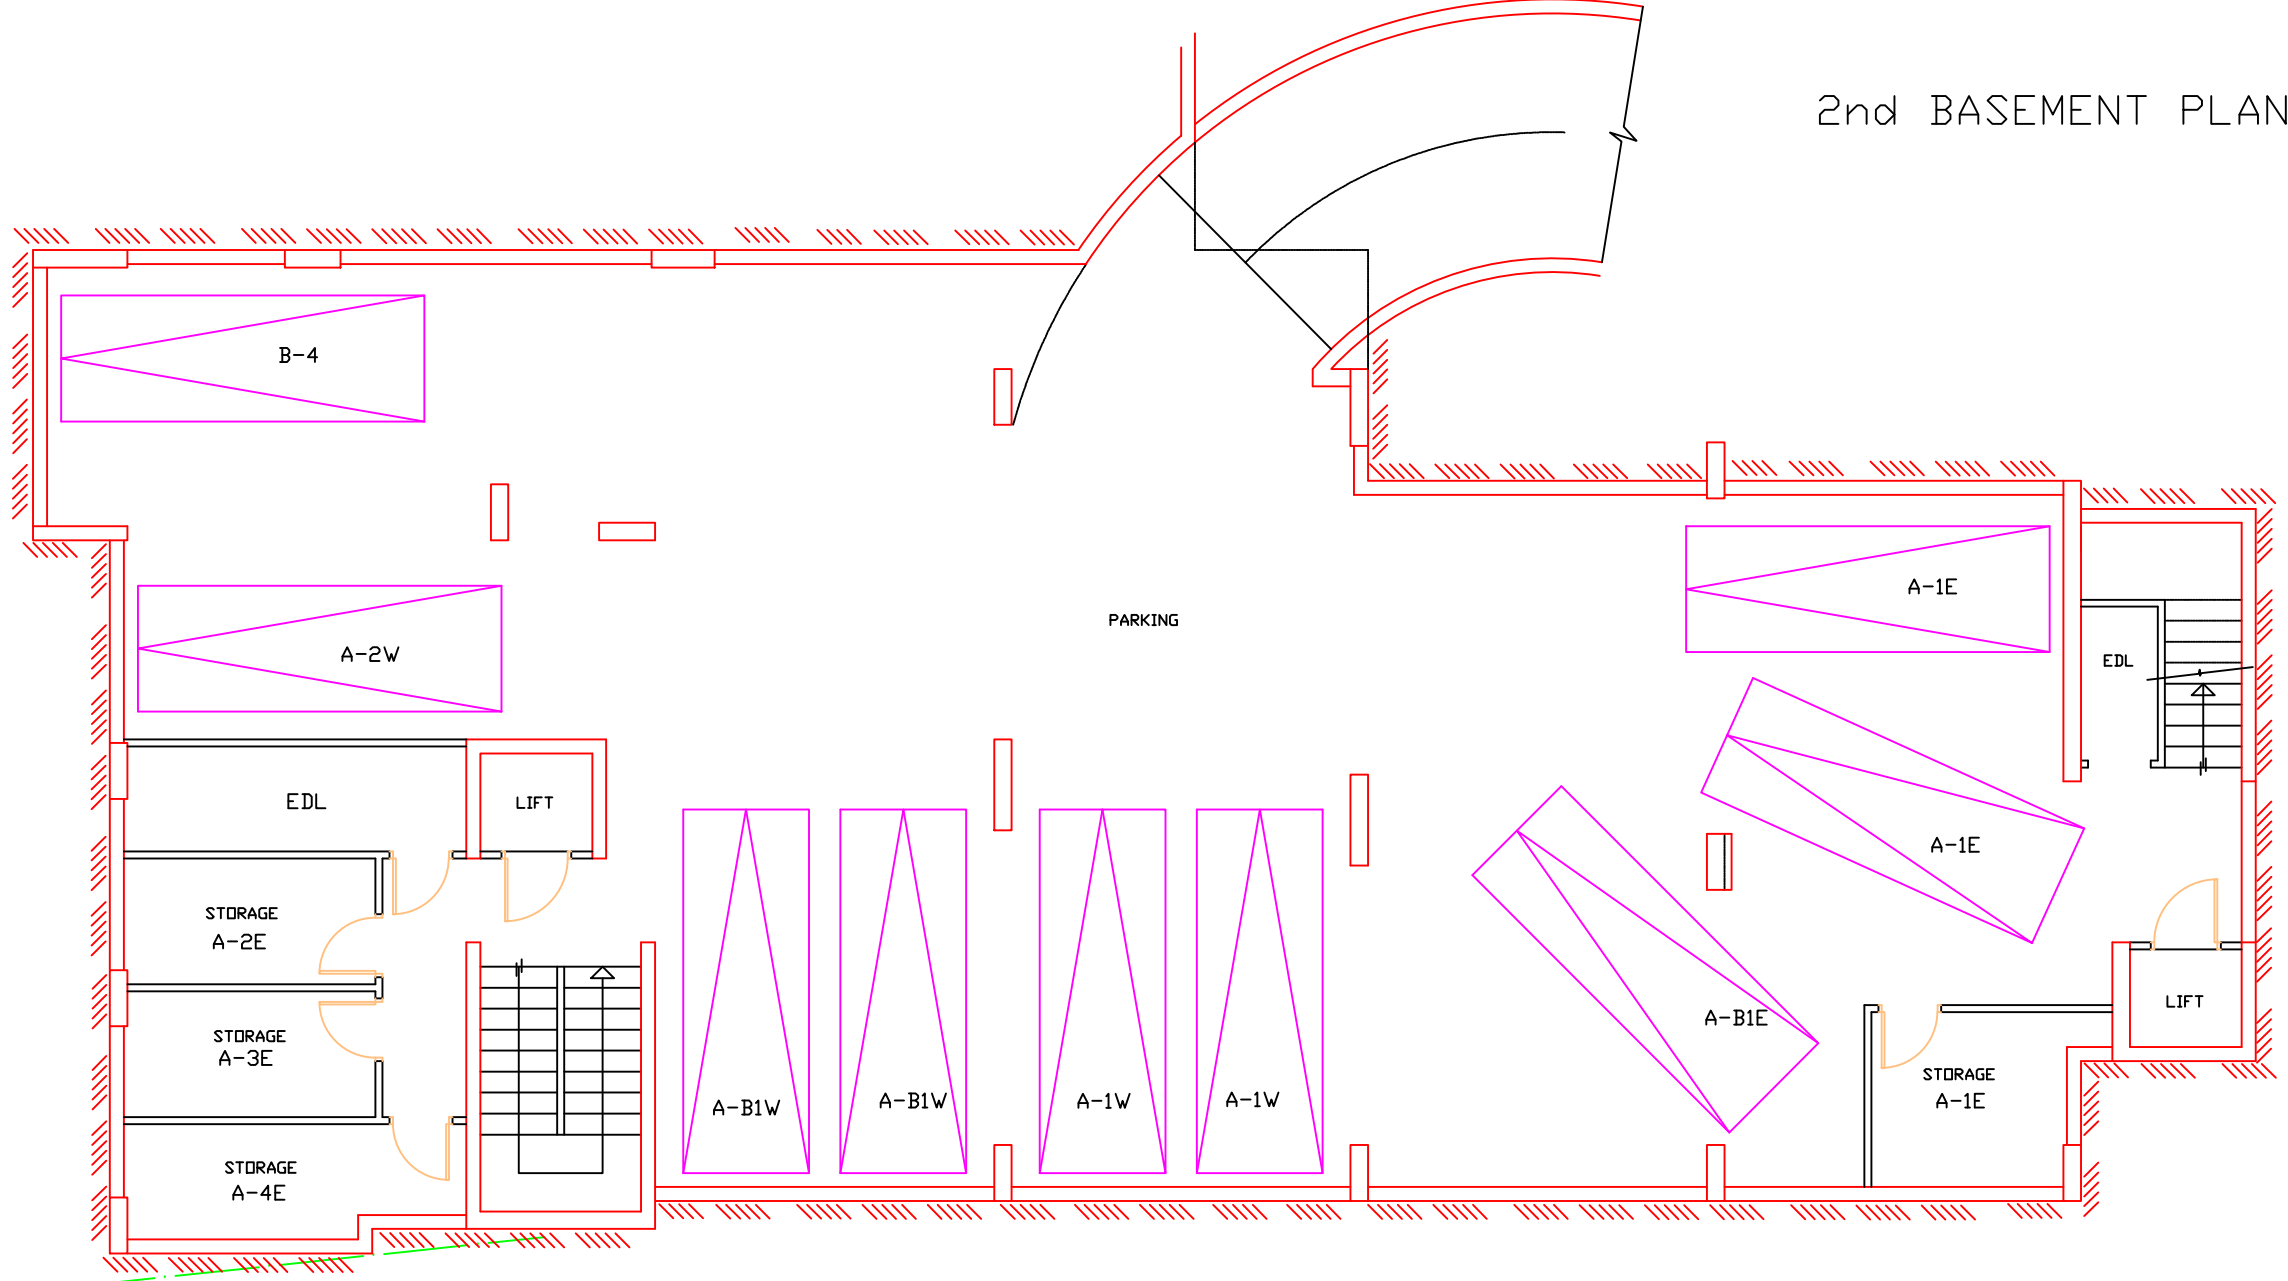 2nd BASEMENT PLAN
B-4
A-1E
PARKING
A-2W
EDL
EDL
LIFT
A-1E
STORAGE
A-2E
LIFT
A-B1E
STORAGE
A-3E
STORAGE
A-1E
A-B1W
A-B1W
A-1W
A-1W
STORAGE
A-4E